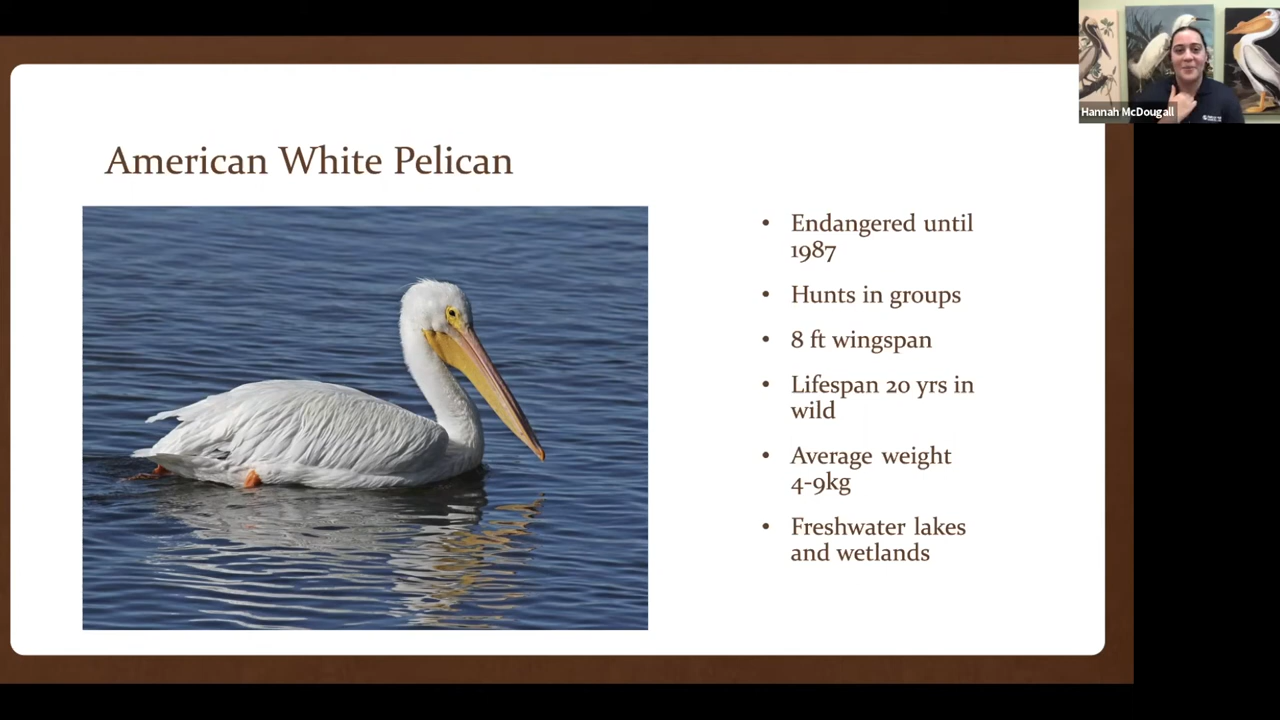 Hannah McDougall
American White Pelican
• Endangered until
1987
• Hunts in groups
• 8 ft wingspan
• Lifespan 20 yrs in
wild
• Average weight
4-9kg
• Freshwater lakes
and wetlands